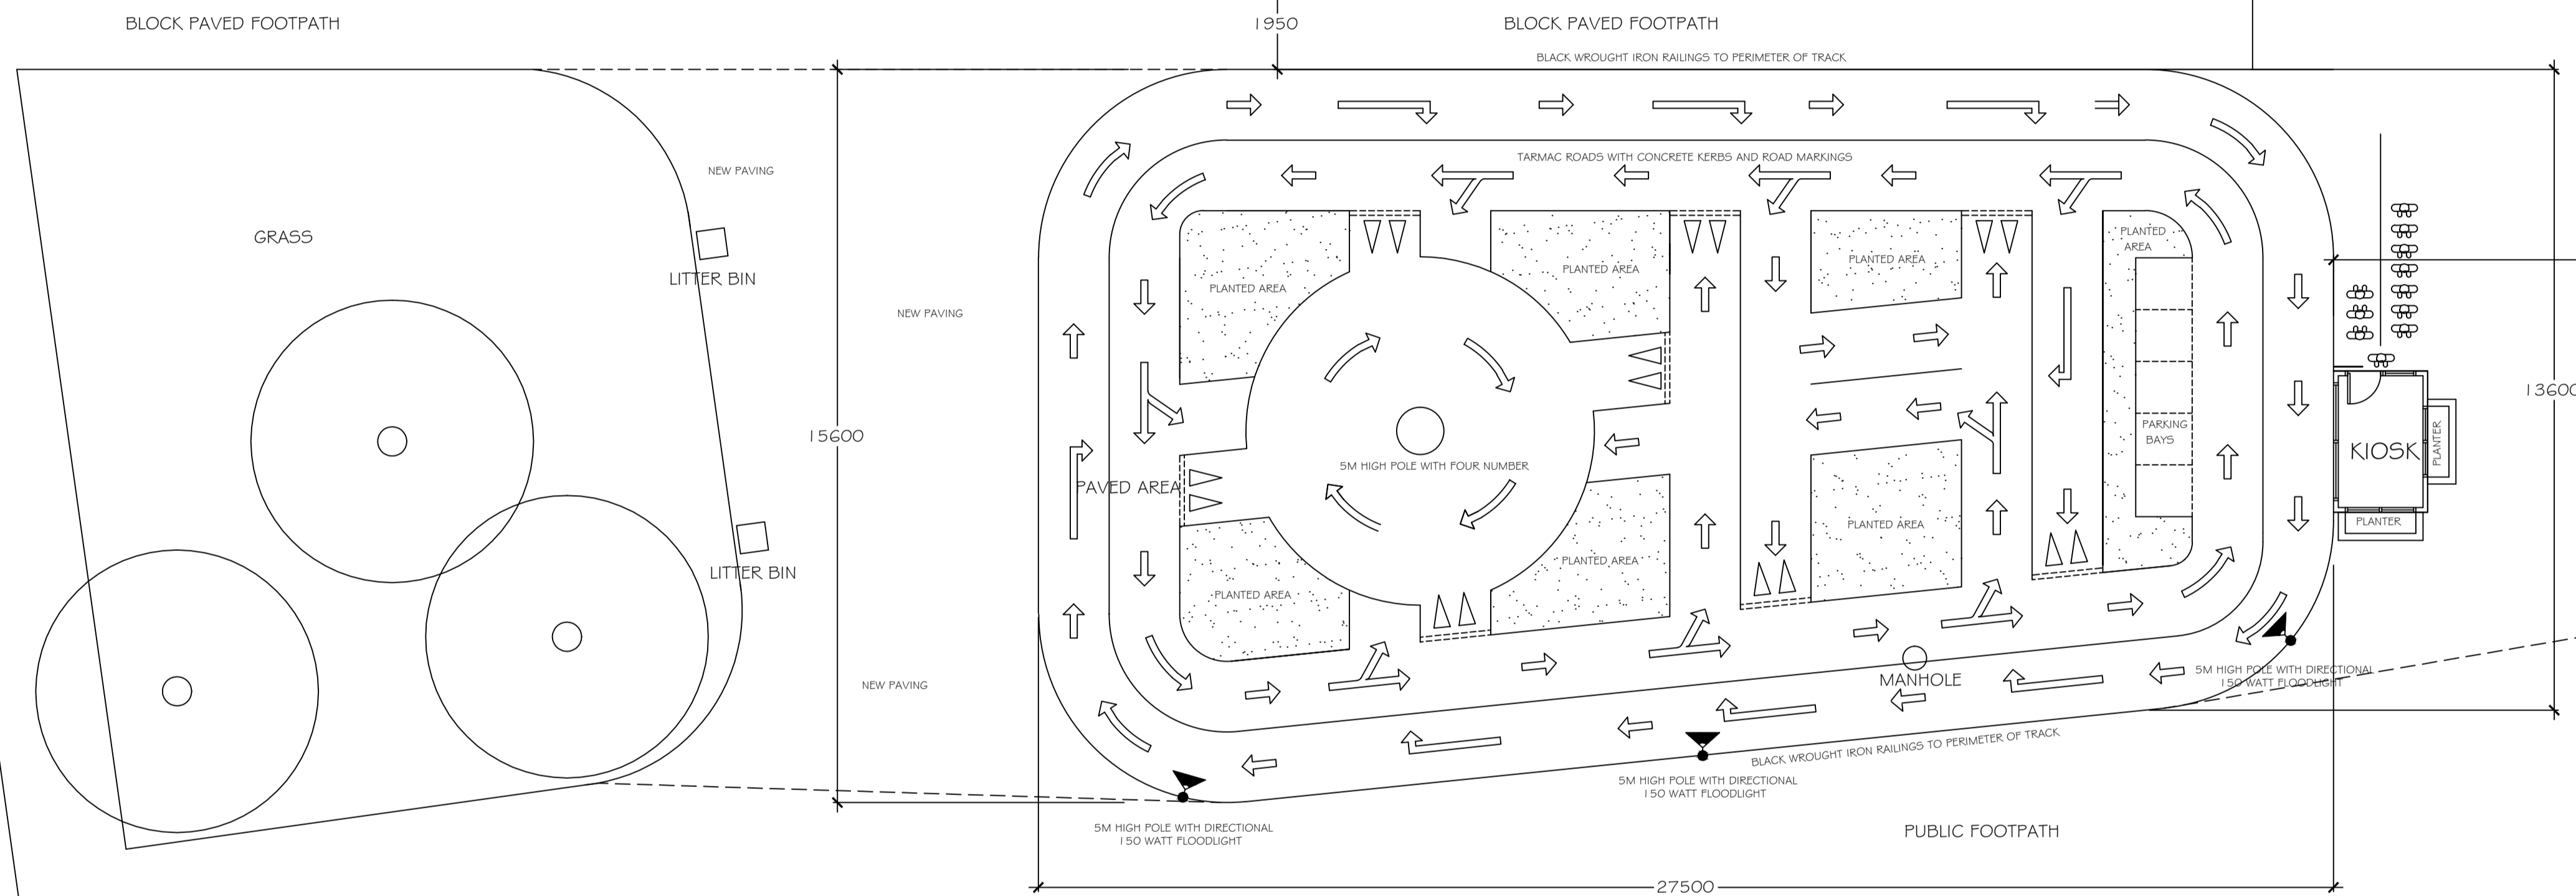 BLOCK PAVED FOOTPATH
1950
BLOCK PAVED FOOTPATH
BLACK WROUGHT IRON RAILINGS TO PERIMETER OF TRACK
TARMAC ROADS WITH CONCRETE KERBS AND ROAD MARKINGS
NEW PAVING
GRASS
LITTER BIN
NEW PAVING
PLANTED AREA
PLANTED AREA
PLANTED AREA
PLANTED
AREA
13600
15600
PARKING
BAYS
KIOSK
PLANTER
5M HIGH POLE WITH FOUR NUMBER
PAVED AREA
PLANTED AREA
PLANTER
PLANTED AREA
LITTER BIN
PLANTED AREA
NEW PAVING
MANHOLE
5M HIGH POLE WITH DIRECTIONAL
150 WATT FLOODLIGHT
BLACK WROUGHT IRON RAILINGS TO PERIMETER OF TRACK
5M HIGH POLE WITH DIRECTIONAL
150 WATT FLOODLIGHT
5M HIGH POLE WITH DIRECTIONAL
150 WATT FLOODLIGHT
PUBLIC FOOTPATH
27500